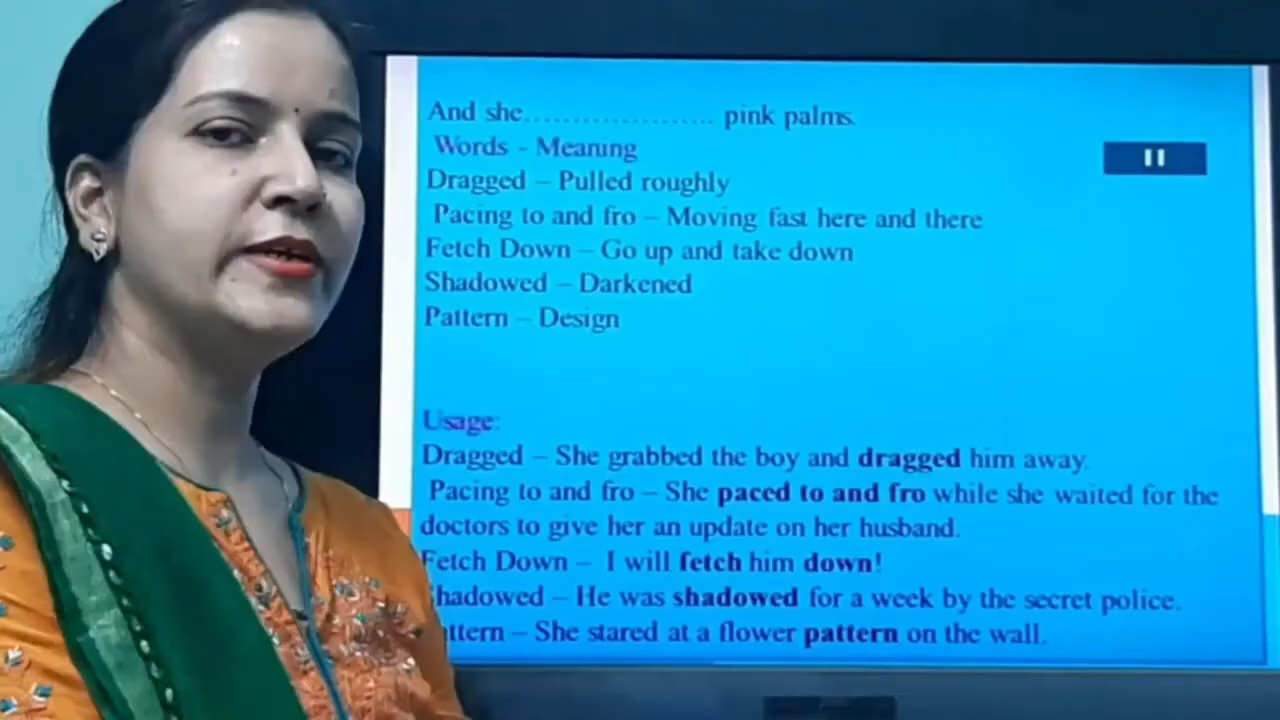 And she.................... pink palms.
Words - Meaning
Dragged – Pulled roughly
Pacing to and fro – Moving fast here and there
Fetch Down – Go up and take down
Shadowed – Darkened
Pattern – Design
Usage:
Dragged – She grabbed the boy and dragged him away.
Pacing to and fro – She paced to and fro while she waited for the
doctors to give her an update on her husband.
Fetch Down – I will fetch him down!
hadowed – He was shadowed for a week by the secret police.
ttern – She stared at a flower pattern on the wall.